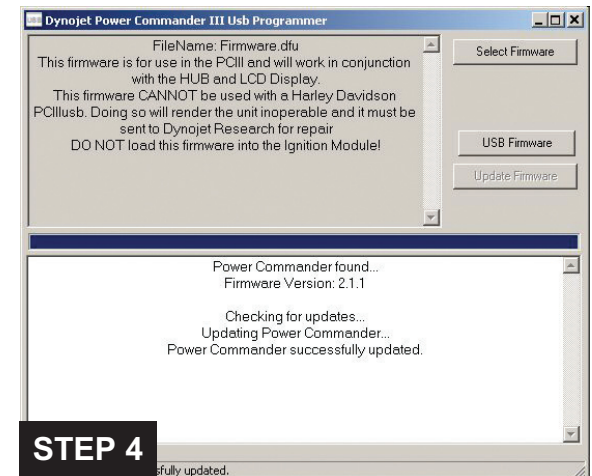 Dynojet Power Commander III Usb Programmer
FileName: Firmware.dfu
This firmware is for use in the PCIII and will work in conjunction
with the HUB and LCD Display.
This firmware CANNOT be used with a Harley Davidson
PCIIIusb. Doing so will render the unit inoperable and it must be
sent to Dynojet Research for repair
DO NOT load this firmware into the Ignition Module!
Select Firmware
USB Firmware
Update Firmware
Power Commander found...
Firmware Version: 2.1.1
Checking for updates...
Updating Power Commander...
Power Commander successfully updated.
STEP 4
sfully updated.